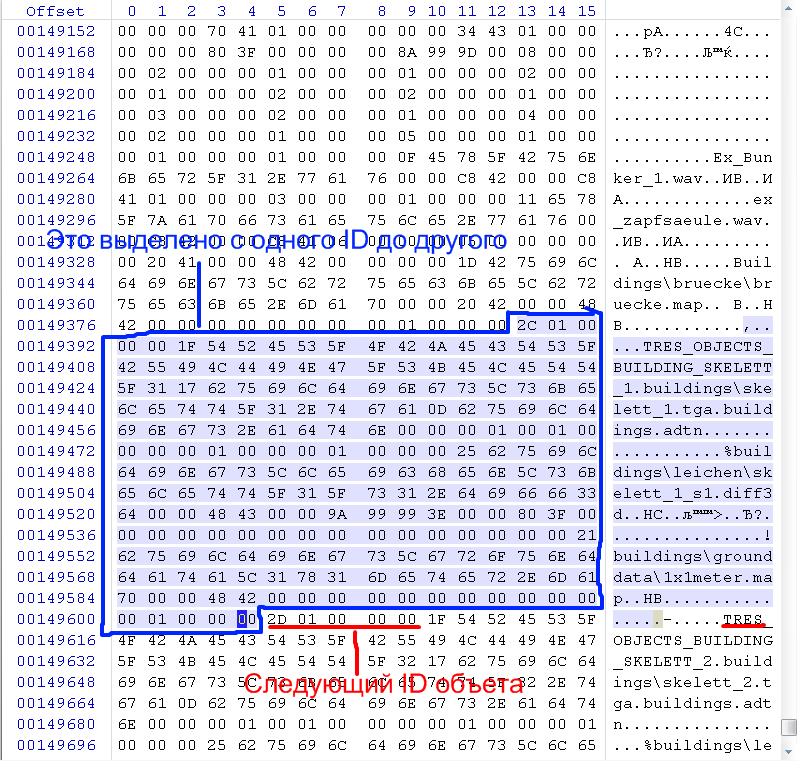 Offset 0 1 2 3 4 5 6 7 8 9 10 11 12 13 14 15
00149152 00 00 00 70 41 01 00 00 00 00 34 43 01 00 00 00 ...pA......4C...
00149168 00 00 00 80 3F 00 00 00 00 8A 99 9D 00 08 00 00 ...Ђ?....Љ™ќ....
00149184 00 02 00 00 00 01 00 00 00 01 00 00 00 02 00 00 ................
00149200 00 01 00 00 00 02 00 00 00 02 00 00 00 01 00 00 ................
00149216 00 03 00 00 00 02 00 00 00 01 00 00 00 04 00 00 ................
00149232 00 02 00 00 00 01 00 00 00 05 00 00 00 01 00 00 ................
00149248 00 01 00 00 00 01 00 00 00 0F 45 78 5F 42 75 6E ..........Ex_Bun
00149264 6B 65 72 5F 31 2E 77 61 76 00 00 C8 42 00 00 C8 ker_1.wav..ИB..И
00149280 41 01 00 00 00 03 00 00 00 01 00 00 00 11 65 78 A.............ex
00149296 5F 7A 61 70 66 73 61 65 75 6C 65 2E 77 61 76 00 _zapfsaeule.wav.
Это выделено с одного ID до другого
.ИB..ИA.........
00149328 00 20 41 00 00 48 42 00 00 00 00 1D 42 75 69 6C . A..HB.....Buil
00149344 64 69 6E 67 73 5C 62 72 75 65 63 6B 65 5C 62 72 dings\bruecke\br
00149360 75 65 63 6B 65 2E 6D 61 70 00 00 20 42 00 00 48 uecke.map.. B..H
00149376 42 00 00 00 00 00 00 00 00 01 00 00 00 2C 01 00 B............,..
00149392 00 00 1F 54 52 45 53 5F 4F 42 4A 45 43 54 53 5F ...TRES_OBJECTS_
00149408 42 55 49 4C 44 49 4E 47 5F 53 4B 45 4C 45 54 54 BUILDING_SKELETT
00149424 5F 31 17 62 75 69 6C 64 69 6E 67 73 5C 73 6B 65 _1.buildings\ske
00149440 6C 65 74 74 5F 31 2E 74 67 61 0D 62 75 69 6C 64 lett_1.tga.build
00149456 69 6E 67 73 2E 61 64 74 6E 00 00 00 00 01 00 01 ings.adtn.......
00149472 00 00 00 00 01 00 00 00 01 00 00 00 25 62 75 69 6C
00149488 64 69 6E 67 73 5C 6C 65 69 63 68 65 6E 5C 73 6B dings\leichen\sk
00149504 65 6C 65 74 74 5F 31 5F 73 31 2E 64 69 66 66 33 elett_1_s1.diff3
00149520 64 00 00 48 43 00 00 9A 99 99 3E 00 00 80 3F 00 d..HC..љ™™>..Ђ?.
00149536 00 00 00 00 00 00 00 00 00 00 00 00 00 00 00 21 ...............!
00149552 62 75 69 6C 64 69 6E 67 73 5C 67 72 6F 75 6E 64 buildings\ground
00149568 64 61 74 61 5C 31 78 31 6D 65 74 65 72 2E 6D 61 data\1x1meter.ma
00149584 70 00 00 48 42 00 00 00 00 00 00 00 00 00 00 00 p..HB...........
00149600 00 01 00 00 00 2D 01 00 00 00 1F 54 52 45 53 5F .....-.....TRES_
00149616 4F 42 4A 45 43 54 53 5F 42 55 49 4C 44 49 4E 47 OBJECTS_BUILDING
00149632 5F 53 4B 45 4C 45 54 54 5F 32 17 62 75 69 6C 64 _SKELETT_2.build
Следующий ID объета
00149648 69 6E 67 73 2E 74 ings\skelett_2.t
00149664 67 61 0D 62 75 69 6C 64 69 6E 67 73 2E 61 64 74 ga.buildings.adt
00149680 6E 00 00 00 00 01 00 01 00 00 00 00 01 00 00 00 01 n...............
00149696 00 00 00 25 62 75 69 6C 64 69 6E 67 73 5C 6C 65 ...%buildings\le